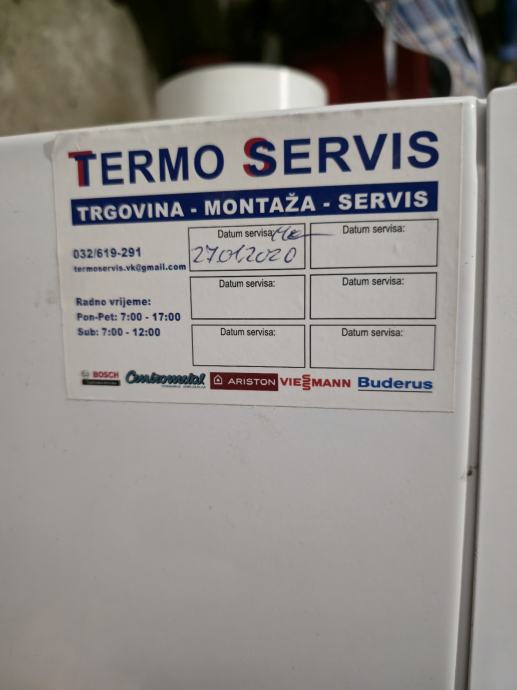 TERMO SERVIS
TRGOVINA - MONTAŽA - SERVIS
032/619-291
termoservis.vk@gmail.com
Radno vrijeme:
Pon-Pet: 7:00 - 17:00
Sub: 7:00 - 12:00
Datum servisa:
27.01.2020
Datum servisa:
Datum servisa:
Datum servisa:
Datum servisa:
Datum servisa:
BOSCH
Centrometal
ARISTON
VIESSMANN
Buderus